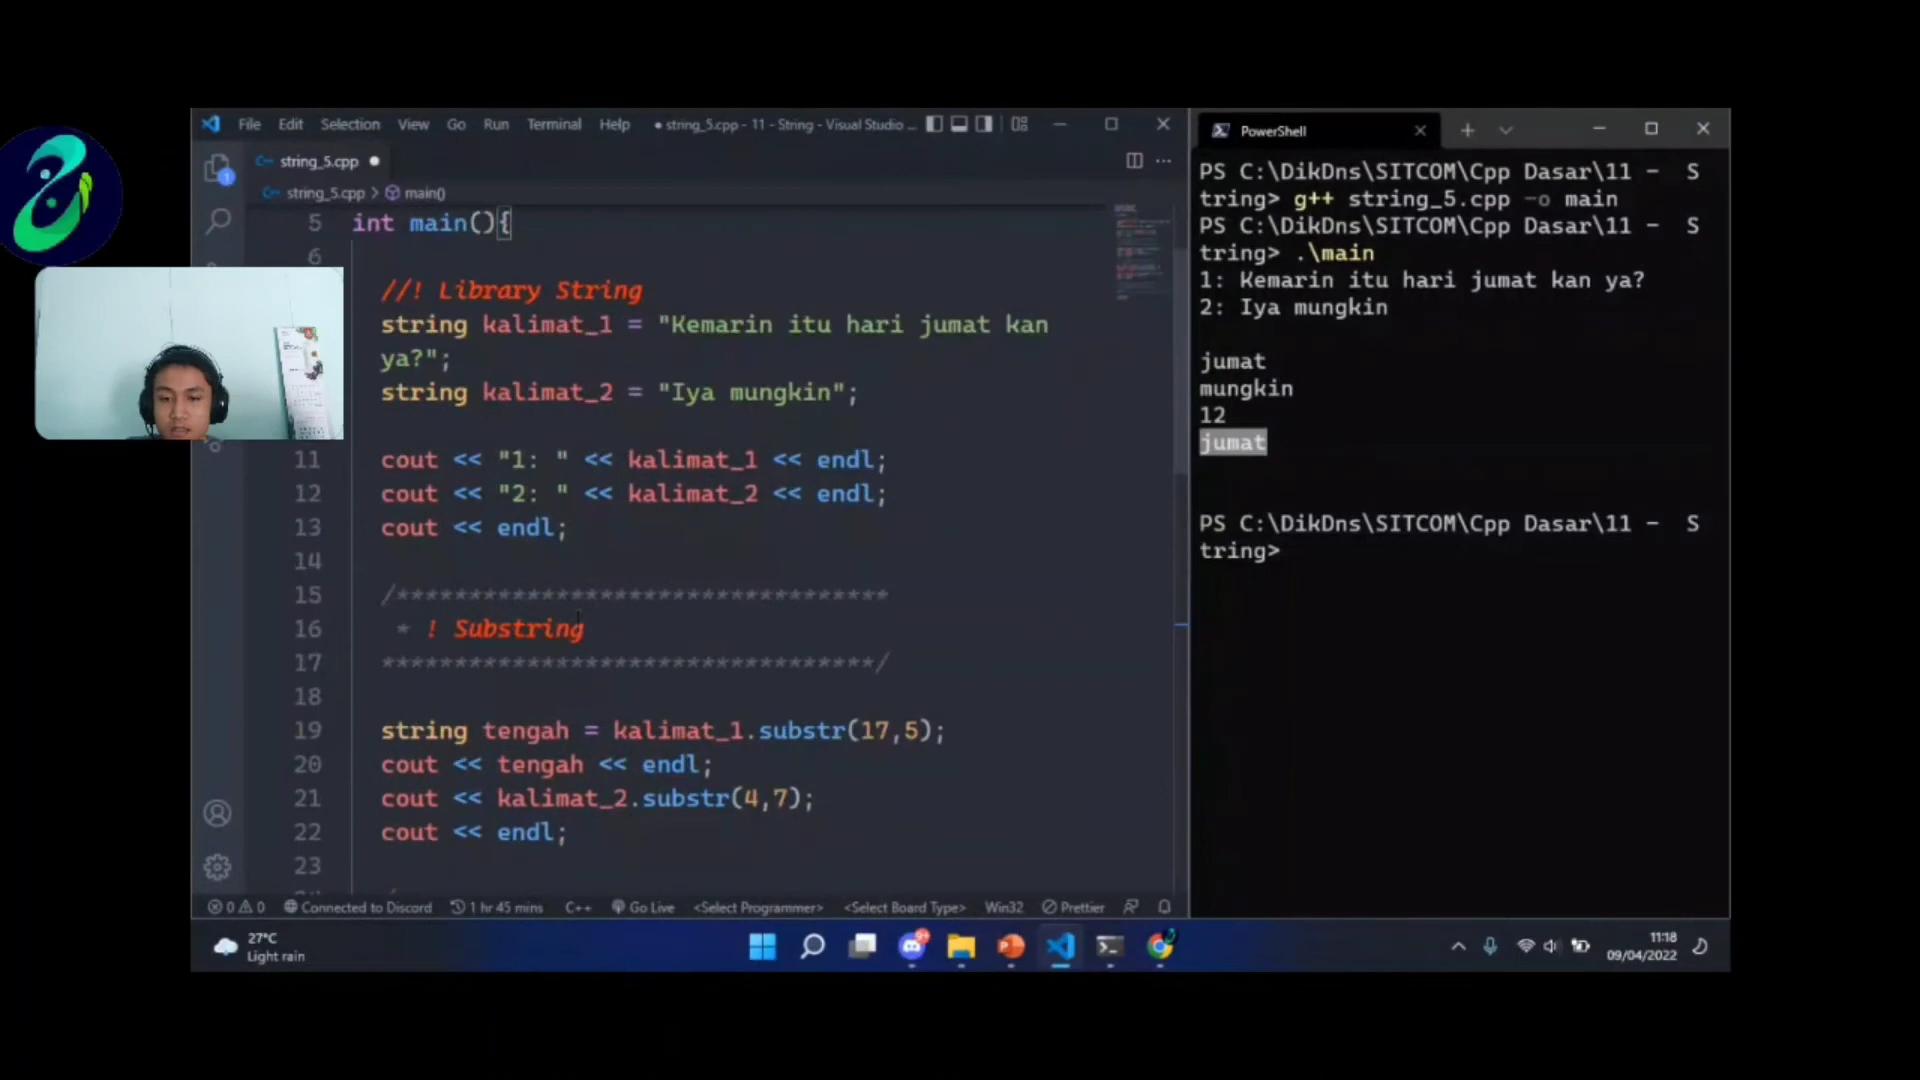 File Edit Selection View Go Run Terminal Help ● string_5.cpp - 11 - String - Visual Studio ...
string_5.cpp ●
string_5.cpp > main()
5 int main(){
6
//! Library String
string kalimat_1 = "Kemarin itu hari jumat kan
ya?";
string kalimat_2 = "Iya mungkin";
11 cout << "1: " << kalimat_1 << endl;
12 cout << "2: " << kalimat_2 << endl;
13 cout << endl;
14
15 /**********************************
16 * ! Substring
17 **********************************/
18
19 string tengah = kalimat_1.substr(17,5);
20 cout << tengah << endl;
21 cout << kalimat_2.substr(4,7);
22 cout << endl;
23
0 0 Connected to Discord 1 hr 45 mins C++ Go Live <Select Programmer> <Select Board Type> Win32 Prettier
PowerShell
PS C:\DikDns\SITCOM\Cpp Dasar\11 - S
tring> g++ string_5.cpp -o main
PS C:\DikDns\SITCOM\Cpp Dasar\11 - S
tring> .\main
1: Kemarin itu hari jumat kan ya?
2: Iya mungkin
jumat
mungkin
12
jumat
PS C:\DikDns\SITCOM\Cpp Dasar\11 - S
tring>
27°C
Light rain
11:18
09/04/2022